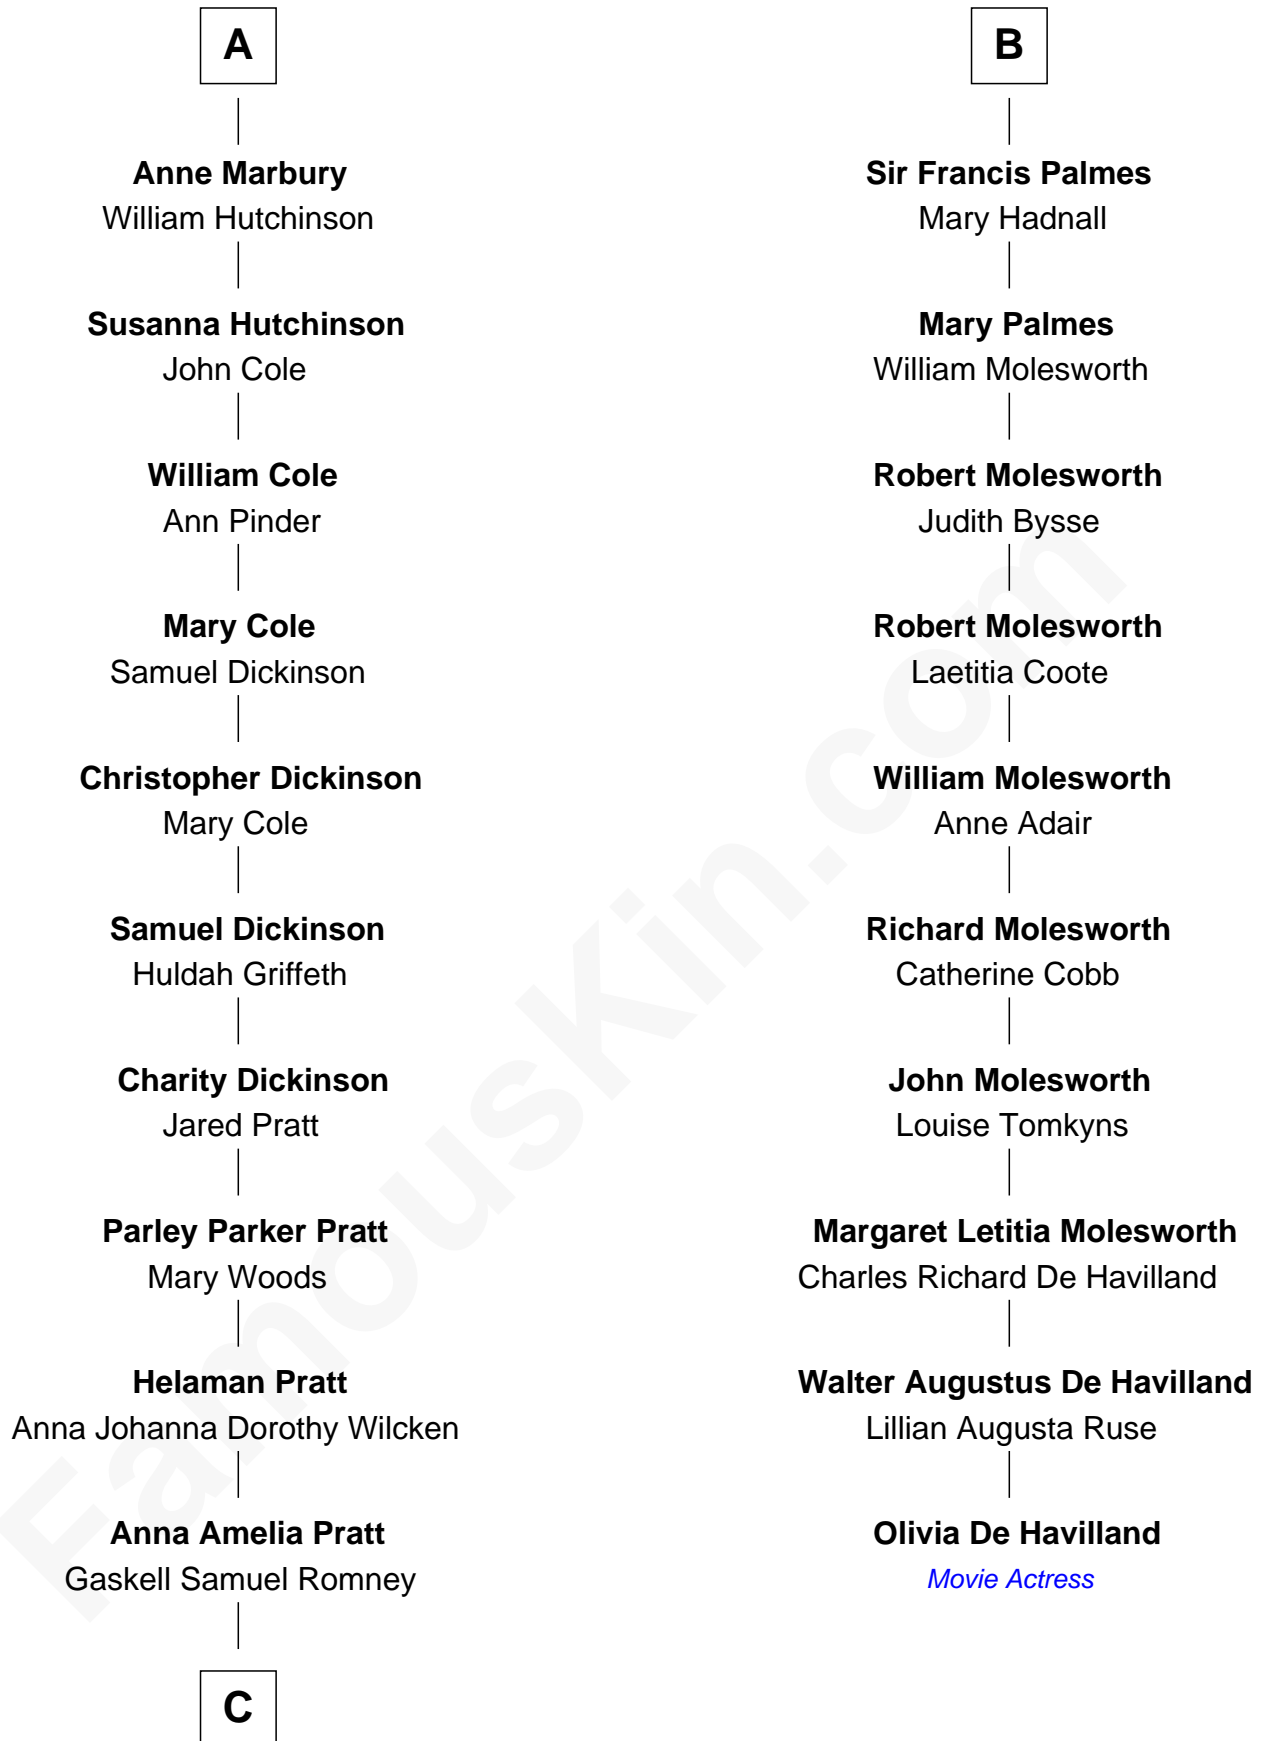 A
Anne Marbury
William Hutchinson
Susanna Hutchinson
John Cole
William Cole
Ann Pinder
Mary Cole
Samuel Dickinson
Christopher Dickinson
Mary Cole
Samuel Dickinson
Huldah Griffeth
Charity Dickinson
Jared Pratt
Parley Parker Pratt
Mary Woods
Helaman Pratt
Anna Johanna Dorothy Wilcken
Anna Amelia Pratt
Gaskell Samuel Romney
C
B
Sir Francis Palmes
Mary Hadnall
Mary Palmes
William Molesworth
Robert Molesworth
Judith Bysse
Robert Molesworth
Laetitia Coote
William Molesworth
Anne Adair
Richard Molesworth
Catherine Cobb
John Molesworth
Louise Tomkyns
Margaret Letitia Molesworth
Charles Richard De Havilland
Walter Augustus De Havilland
Lillian Augusta Ruse
Olivia De Havilland
Movie Actress
FamousKin.com